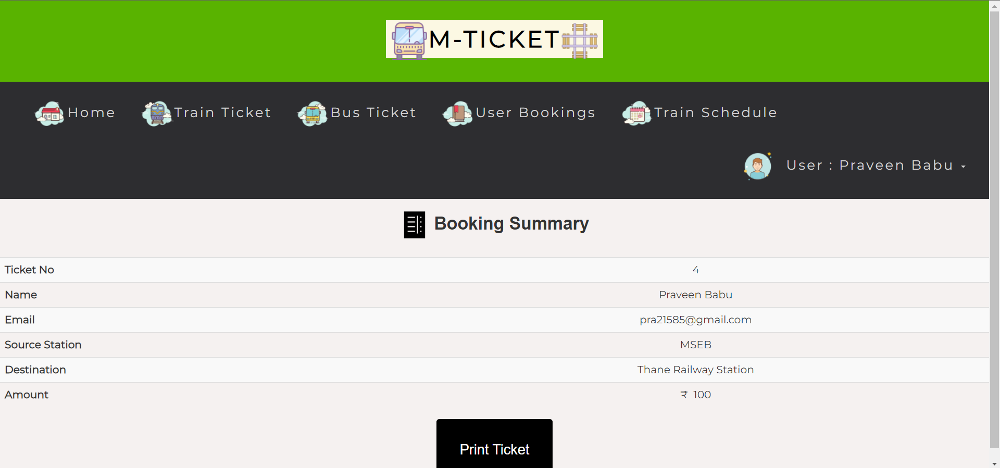 M-TICKET
Home Train Ticket Bus Ticket User Bookings Train Schedule
User : Praveen Babu
Booking Summary
Ticket No 4
Name Praveen Babu
Email pra21585@gmail.com
Source Station MSEB
Destination Thane Railway Station
Amount ₹ 100
Print Ticket